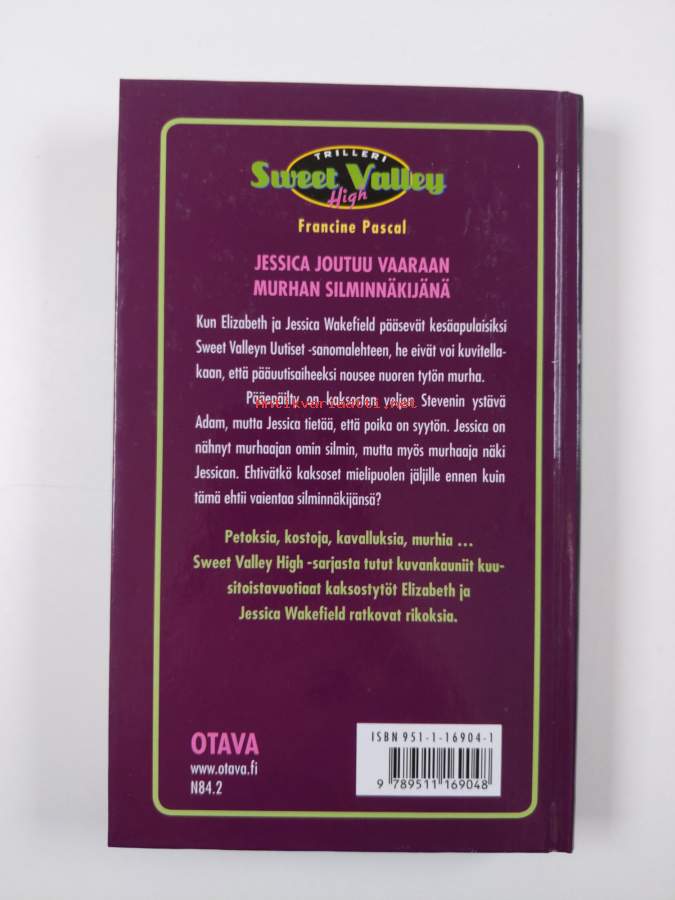 TRILLERI
Sweet Valley
High
Francine Pascal
JESSICA JOUTUU VAARAAN
MURHAN SILMINNÄKIJÄNÄ
Kun Elizabeth ja Jessica Wakefield pääsevät kesäapulaisiksi
Sweet Valleyn Uutiset -sanomalehteen, he eivät voi kuvitella-
kaan, että pääuutisaiheeksi nousee nuoren tytön murha.
Pääepäilty on kaksosten veljen Stevenin ystävä
Antikvariaatti.net
Adam, mutta Jessica tietää, että poika on syytön. Jessica on
nähnyt murhaajan omin silmin, mutta myös murhaaja näki
Jessican. Ehtivätkö kaksoset mielipuolen jäljille ennen kuin
tämä ehtii vaientaa silminnäkijänsä?
Petoksia, kostoja, kavalluksia, murhia ...
Sweet Valley High -sarjasta tutut kuvankauniit kuu-
sitoistavuotiaat kaksostytöt Elizabeth ja
Jessica Wakefield ratkovat rikoksia.
OTAVA
www.otava.fi
N84.2
ISBN 951-1-16904-1
9 789511 169048